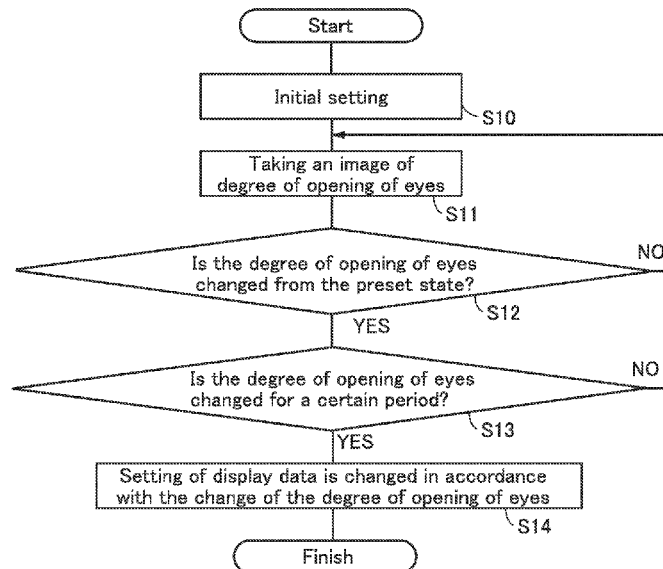 Start
Initial setting
S10
Taking an image of
degree of opening of eyes
S11
Is the degree of opening of eyes
changed from the preset state?
NO
S12
YES
Is the degree of opening of eyes
changed for a certain period?
NO
S13
YES
Setting of display data is changed in accordance
with the change of the degree of opening of eyes
S14
Finish